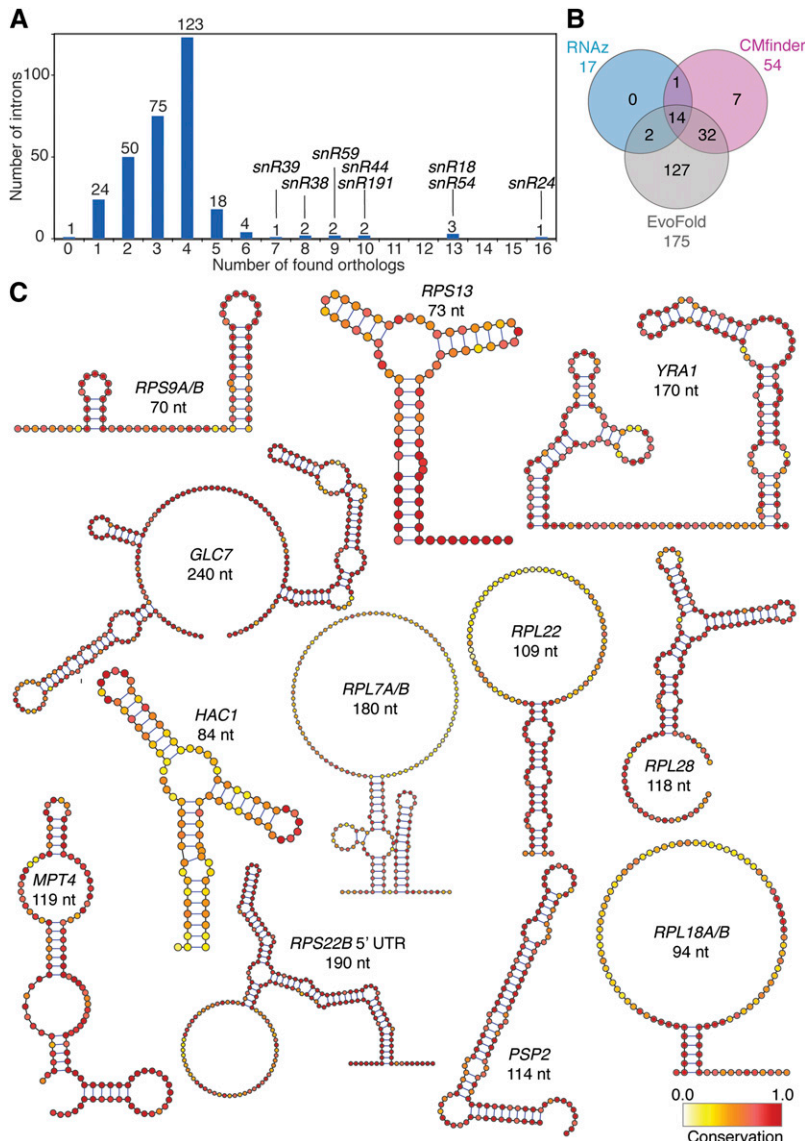 A
Number of introns
100
50
0
1
24
50
75
123
18
4
1
2
2
2
3
1
snR39
snR38
snR59
snR44
snR191
snR18
snR54
snR24
0 1 2 3 4 5 6 7 8 9 10 11 12 13 14 15 16
Number of found orthologs
B
RNAz
17
CMfinder
54
0
1
7
14
2
32
127
EvoFold
175
C
RPS9A/B
70 nt
RPS13
73 nt
YRA1
170 nt
GLC7
240 nt
HAC1
84 nt
RPL7A/B
180 nt
RPL22
109 nt
RPL28
118 nt
MPT4
119 nt
RPS22B 5' UTR
190 nt
PSP2
114 nt
RPL18A/B
94 nt
0.0 1.0
Conservation